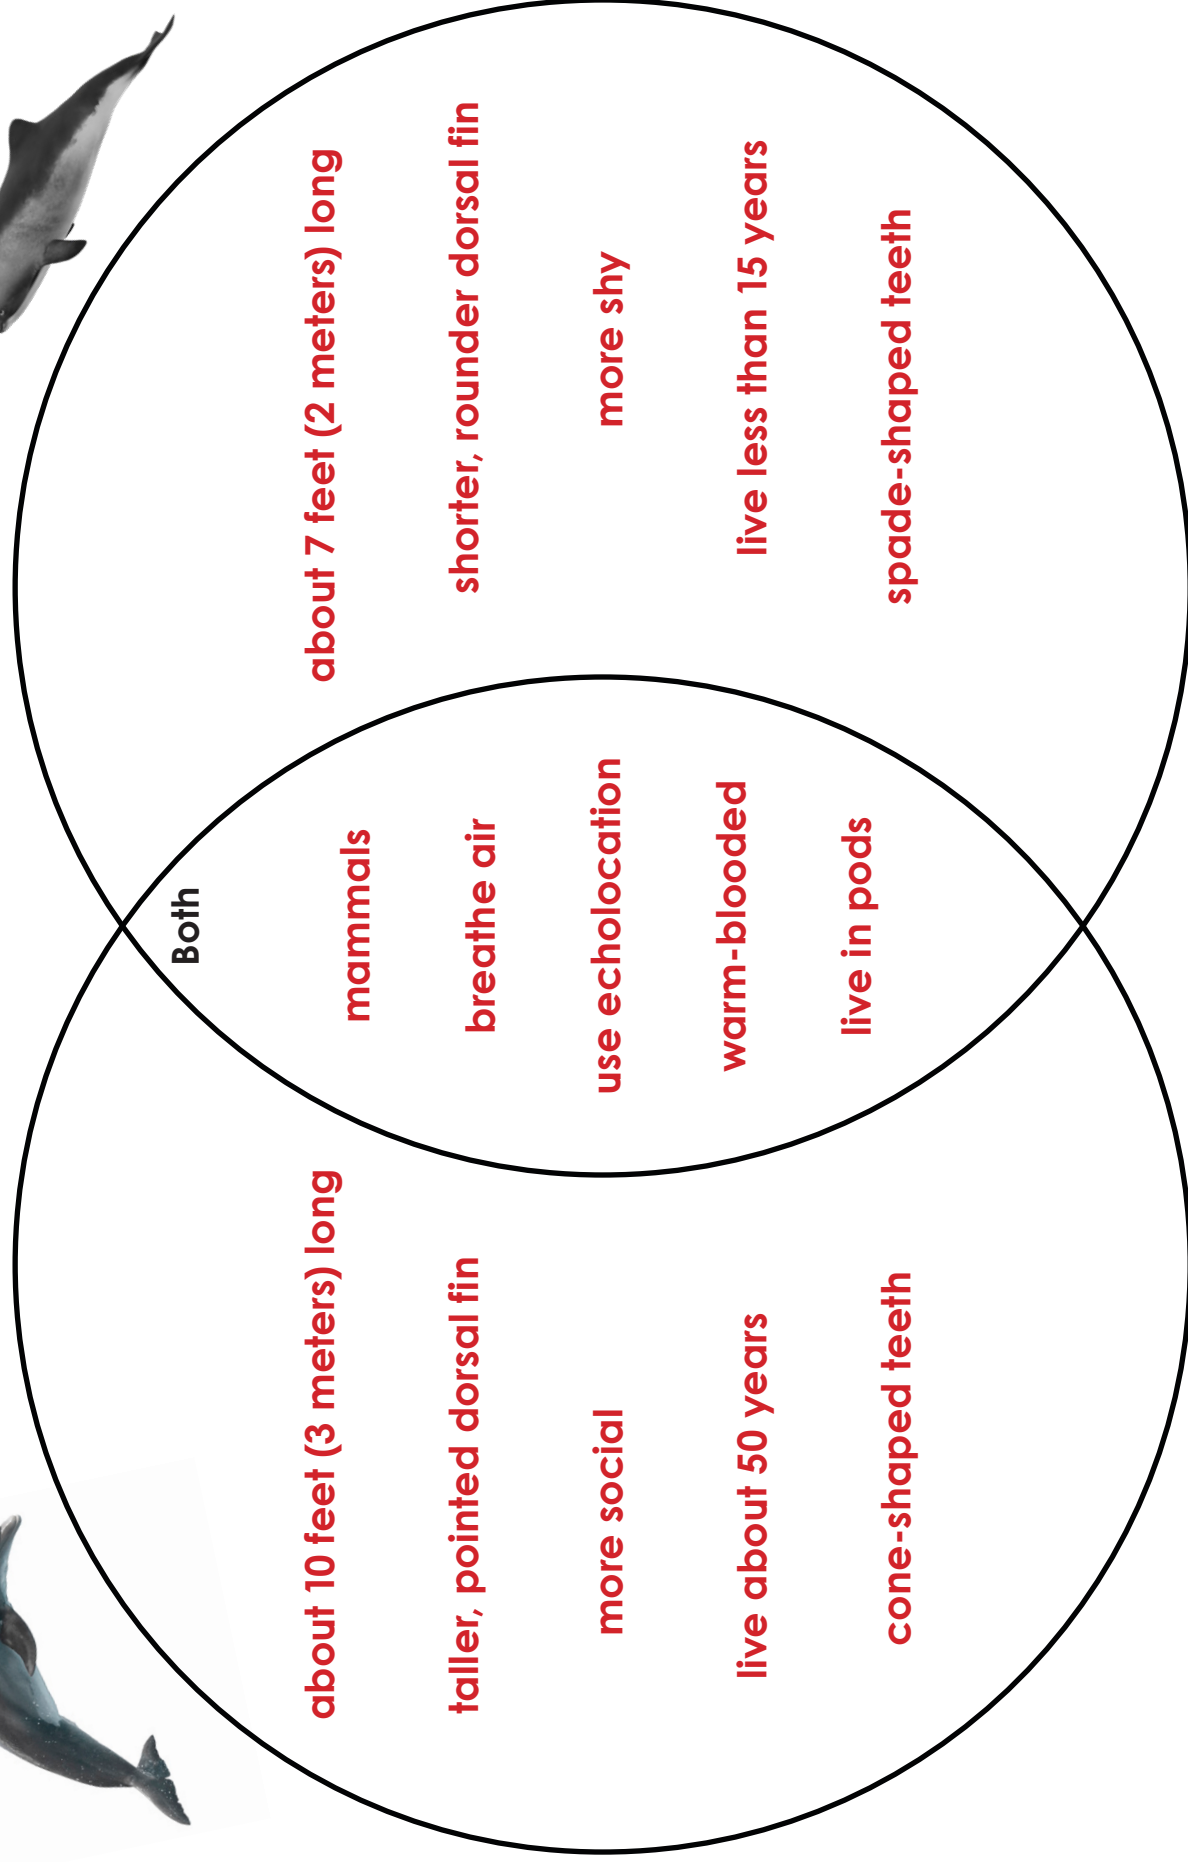 about 10 feet (3 meters) long
taller, pointed dorsal fin
more social
live about 50 years
cone-shaped teeth
Both
mammals
breathe air
use echolocation
warm-blooded
live in pods
about 7 feet (2 meters) long
shorter, rounder dorsal fin
more shy
live less than 15 years
spade-shaped teeth